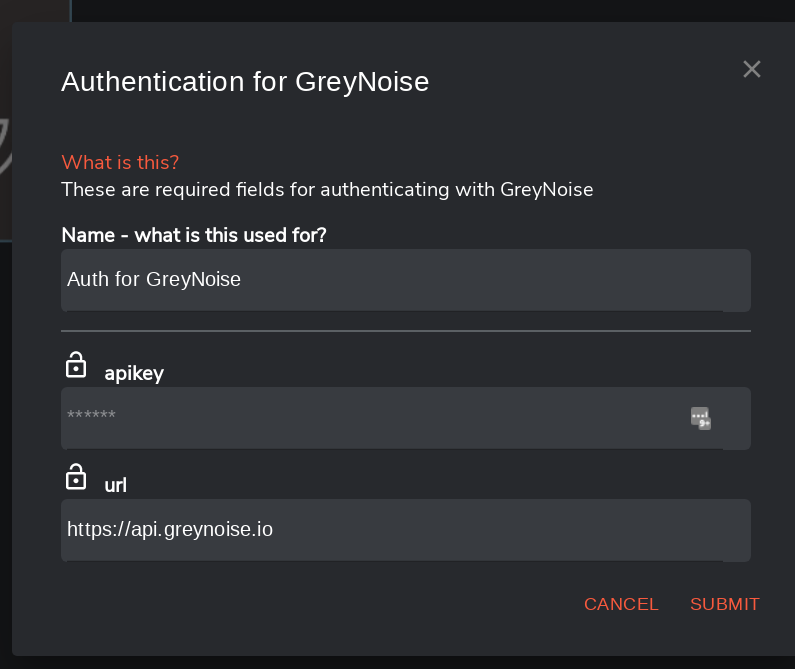 Authentication for GreyNoise
What is this?
These are required fields for authenticating with GreyNoise
Name - what is this used for?
Auth for GreyNoise
apikey
******
url
https://api.greynoise.io
CANCEL SUBMIT